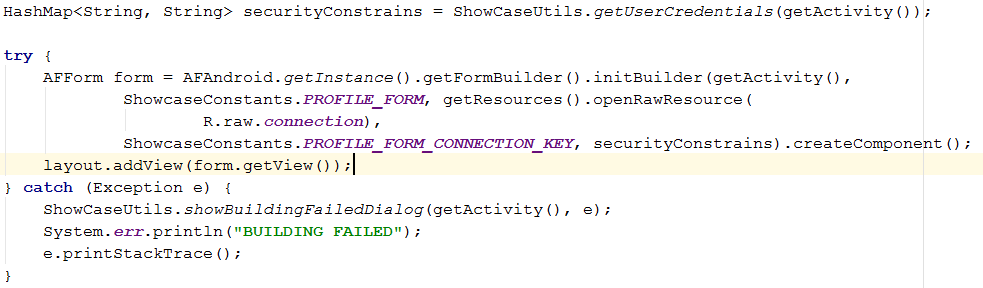 HashMap<String, String> securityConstrains = ShowCaseUtils.getUserCredentials(getActivity());
try {
AFForm form = AFAndroid.getInstance().getFormBuilder().initBuilder(getActivity(),
ShowcaseConstants.PROFILE_FORM, getResources().openRawResource(
R.raw.connection),
ShowcaseConstants.PROFILE_FORM_CONNECTION_KEY, securityConstrains).createComponent();
layout.addView(form.getView());
} catch (Exception e) {
ShowCaseUtils.showBuildingFailedDialog(getActivity(), e);
System.err.println("BUILDING FAILED");
e.printStackTrace();
}